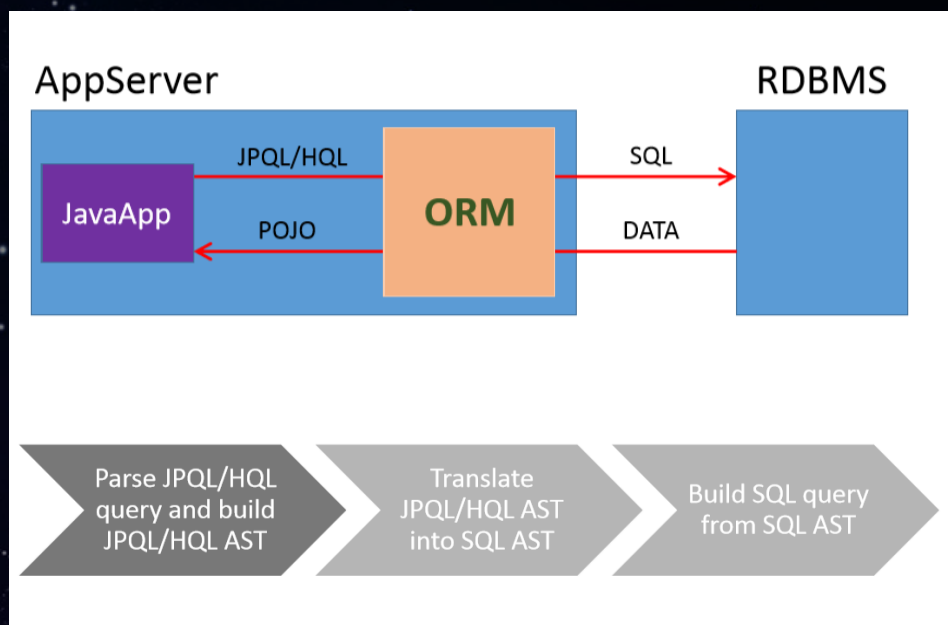 AppServer
RDBMS
JPQL/HQL
SQL
JavaApp
ORM
POJO
DATA
Parse JPQL/HQL
query and build
JPQL/HQL AST
Translate
JPQL/HQL AST
into SQL AST
Build SQL query
from SQL AST